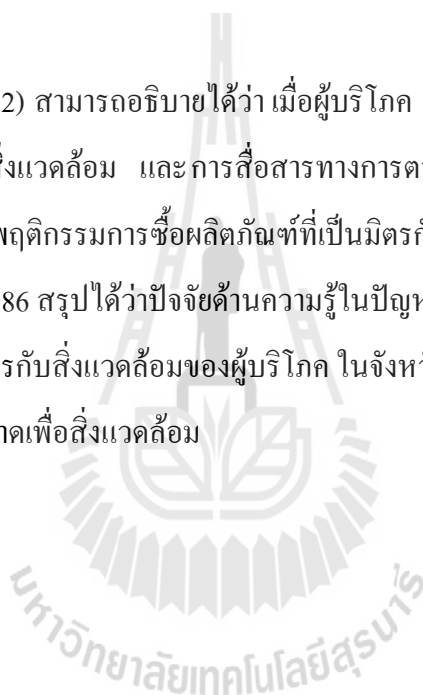 2) สามารถอธิบายได้ว่า เมื่อผู้บริโภค
สิ่งแวดล้อม และการสื่อสารทางการตา
พฤติกรรมการซื้อผลิตภัณฑ์ที่เป็นมิตรกั
86 สรุปได้ว่าปัจจัยด้านความรู้ในปัญห
รกับสิ่งแวดล้อมของผู้บริโภค ในจังหวั
าดเพื่อสิ่งแวดล้อม
มหาวิทยาลัยเทคโนโลยีสุรนารี